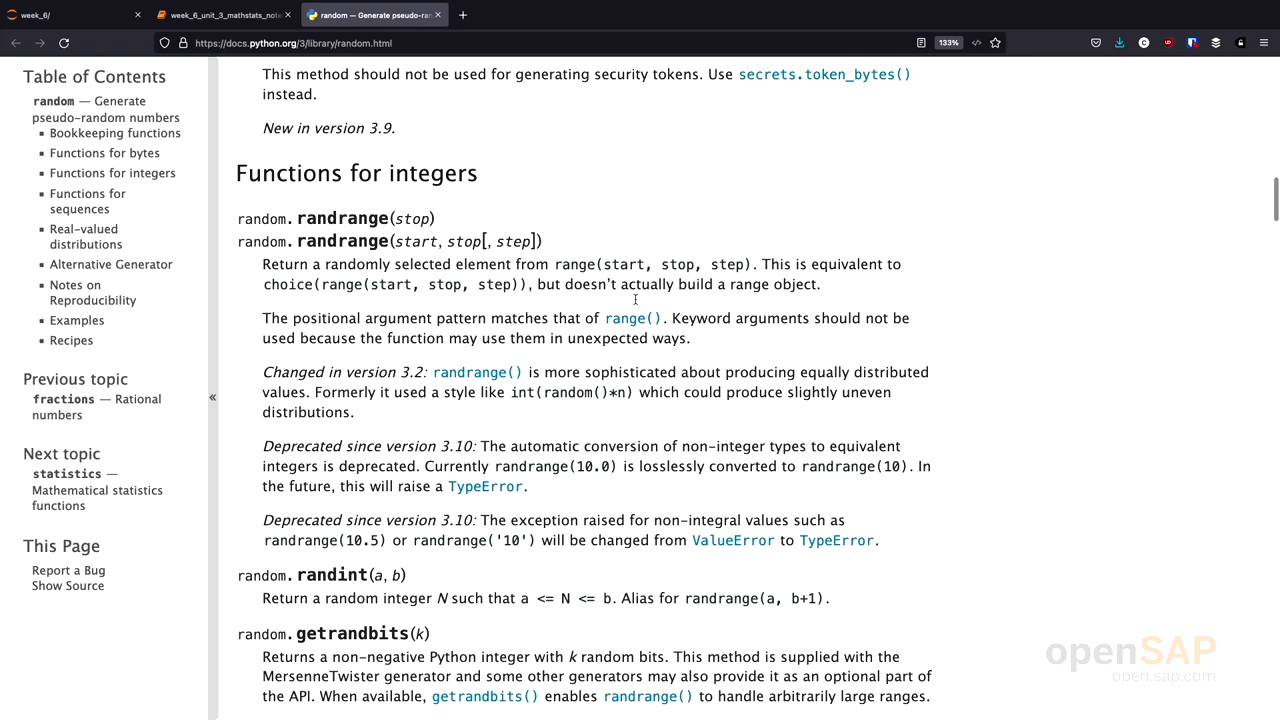 week_6/
week_6_unit_3_mathstats_note
random — Generate pseudo-ran
https://docs.python.org/3/library/random.html
133%
Table of Contents
random — Generate
pseudo-random numbers
Bookkeeping functions
Functions for bytes
Functions for integers
Functions for
sequences
Real-valued
distributions
Alternative Generator
Notes on
Reproducibility
Examples
Recipes
Previous topic
fractions — Rational
numbers
Next topic
statistics —
Mathematical statistics
functions
This Page
Report a Bug
Show Source
«
This method should not be used for generating security tokens. Use secrets.token_bytes()
instead.
New in version 3.9.
Functions for integers
random.randrange(stop)
random.randrange(start, stop[, step])
Return a randomly selected element from range(start, stop, step). This is equivalent to
choice(range(start, stop, step)), but doesn't actually build a range object.
The positional argument pattern matches that of range(). Keyword arguments should not be
used because the function may use them in unexpected ways.
Changed in version 3.2: randrange() is more sophisticated about producing equally distributed
values. Formerly it used a style like int(random()*n) which could produce slightly uneven
distributions.
Deprecated since version 3.10: The automatic conversion of non-integer types to equivalent
integers is deprecated. Currently randrange(10.0) is losslessly converted to randrange(10). In
the future, this will raise a TypeError.
Deprecated since version 3.10: The exception raised for non-integral values such as
randrange(10.5) or randrange('10') will be changed from ValueError to TypeError.
random.randint(a, b)
Return a random integer N such that a <= N <= b. Alias for randrange(a, b+1).
random.getrandbits(k)
Returns a non-negative Python integer with k random bits. This method is supplied with the
MersenneTwister generator and some other generators may also provide it as an optional part of
the API. When available, getrandbits() enables randrange() to handle arbitrarily large ranges.
openSAP
open.sap.com